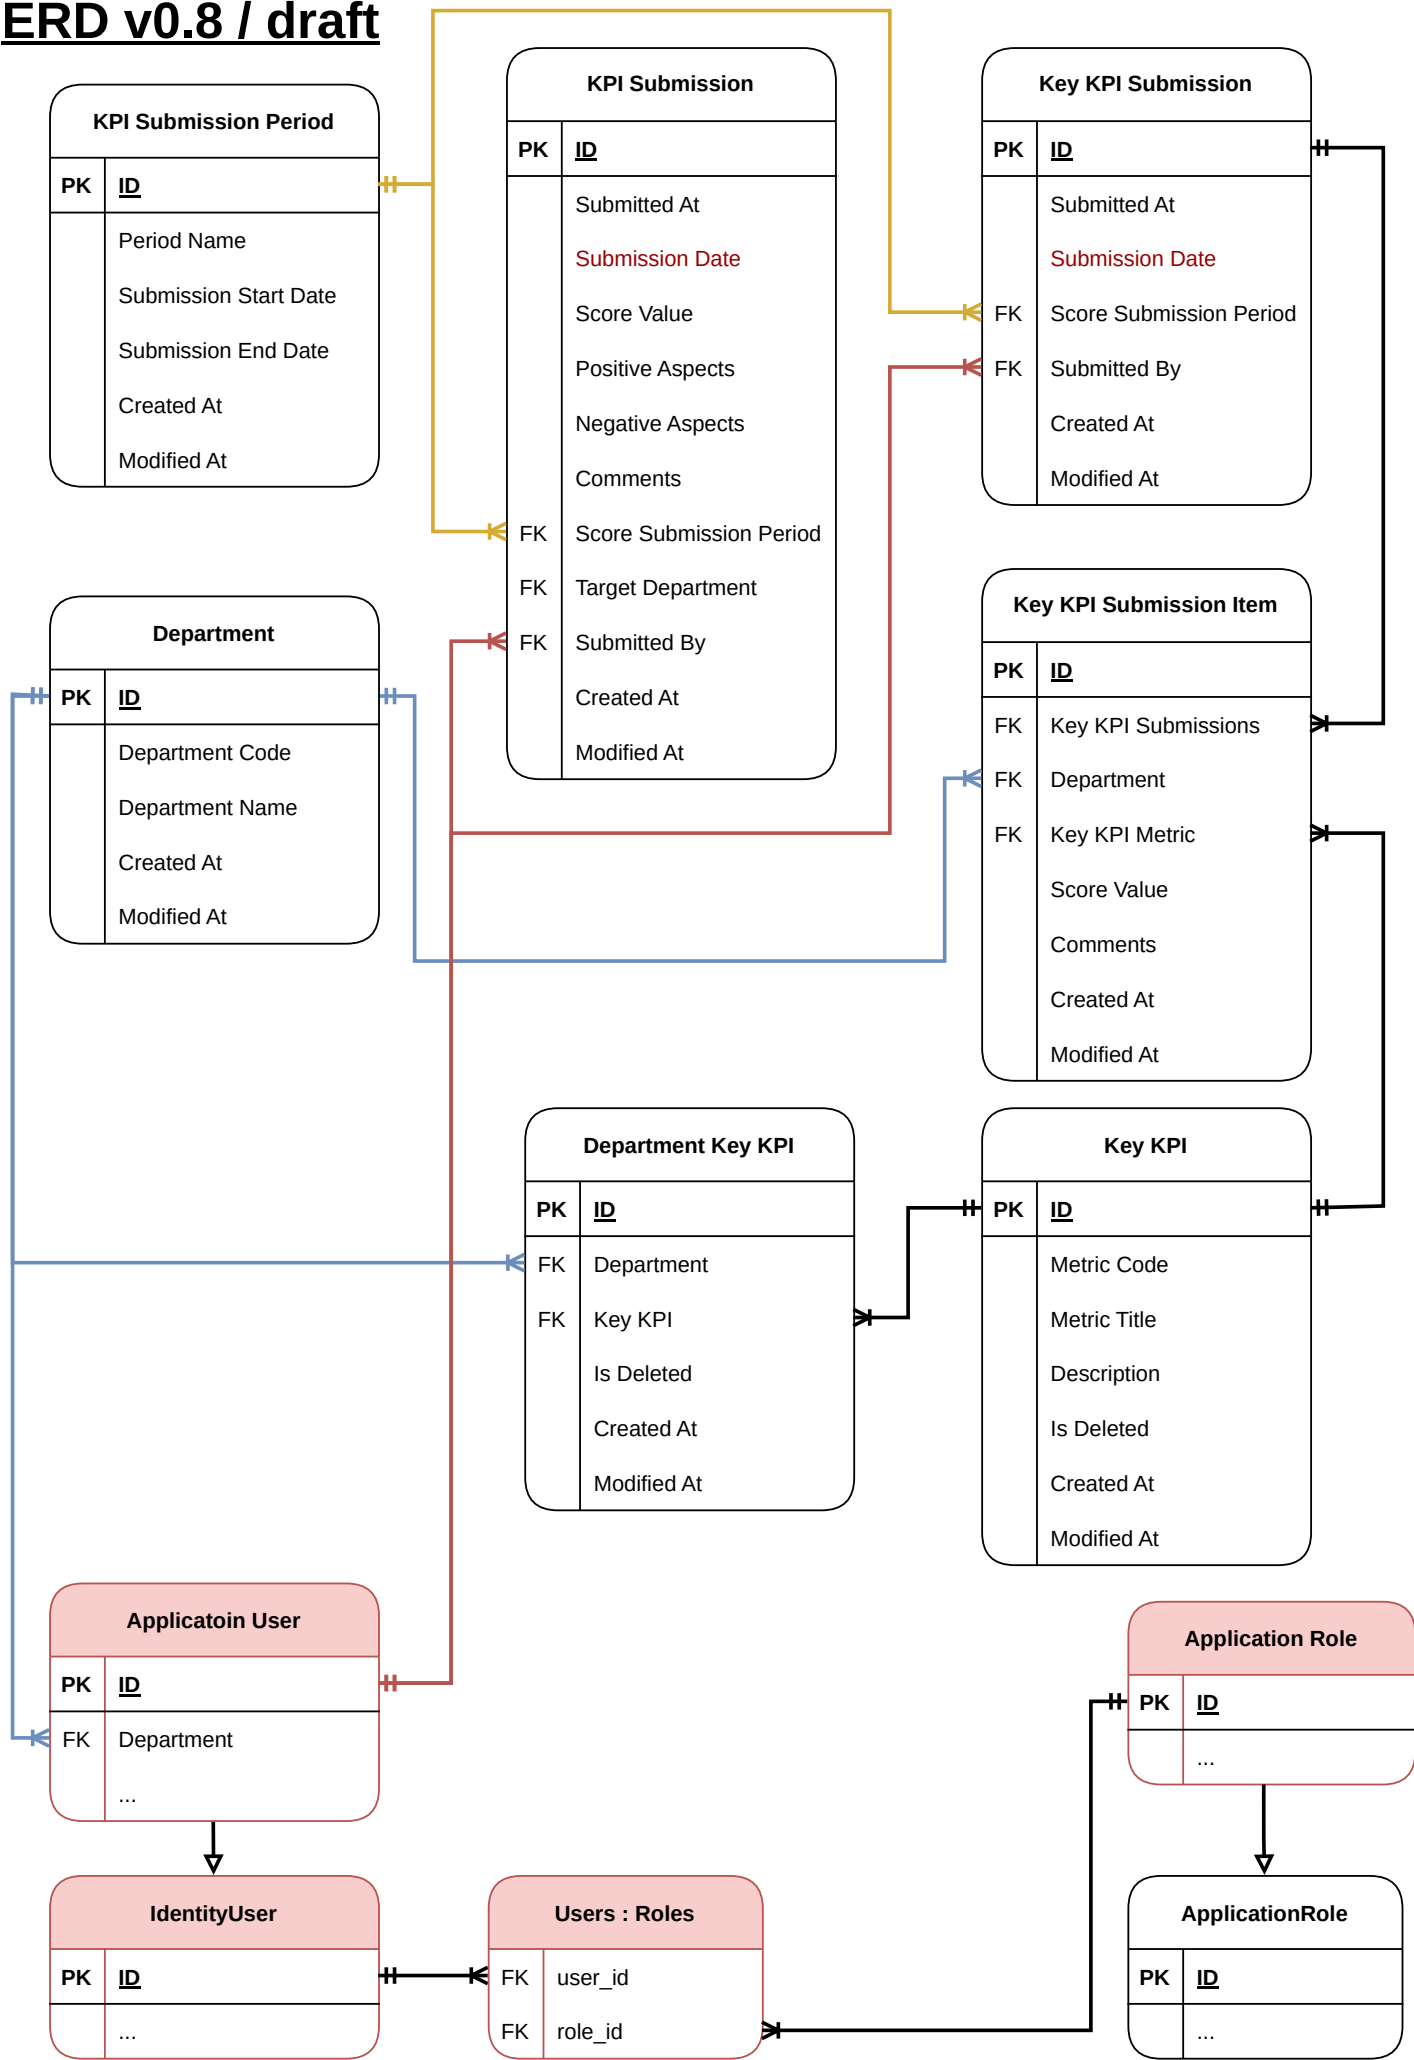 ERD v0.8 / draft
KPI Submission Period
PK ID
Period Name
Submission Start Date
Submission End Date
Created At
Modified At
KPI Submission
PK ID
Submitted At
Submission Date
Score Value
Positive Aspects
Negative Aspects
Comments
FK Score Submission Period
FK Target Department
FK Submitted By
Created At
Modified At
Key KPI Submission
PK ID
Submitted At
Submission Date
FK Score Submission Period
FK Submitted By
Created At
Modified At
Department
PK ID
Department Code
Department Name
Created At
Modified At
Key KPI Submission Item
PK ID
FK Key KPI Submissions
FK Department
FK Key KPI Metric
Score Value
Comments
Created At
Modified At
Department Key KPI
PK ID
FK Department
FK Key KPI
Is Deleted
Created At
Modified At
Key KPI
PK ID
Metric Code
Metric Title
Description
Is Deleted
Created At
Modified At
Applicatoin User
PK ID
FK Department
...
Application Role
PK ID
...
IdentityUser
PK ID
...
Users : Roles
FK user_id
FK role_id
ApplicationRole
PK ID
...